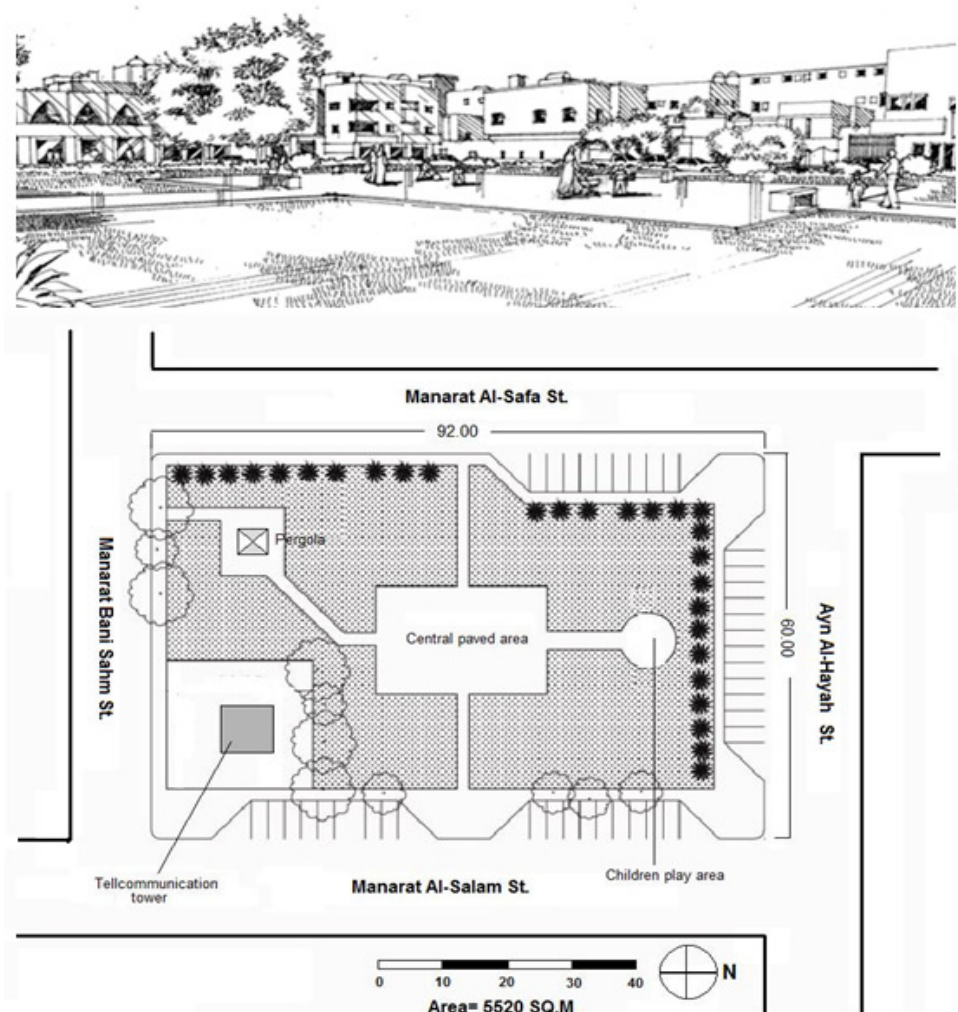 Manarat Al-Safa St.
92.00
Pergola
Manarat Bani Sahm St.
Central paved area
60.00
Ayn Al-Hayah St.
Tellcommunication
tower
Manarat Al-Salam St.
Children play area
N
0 10 20 30 40
Area= 5520 SQ.M